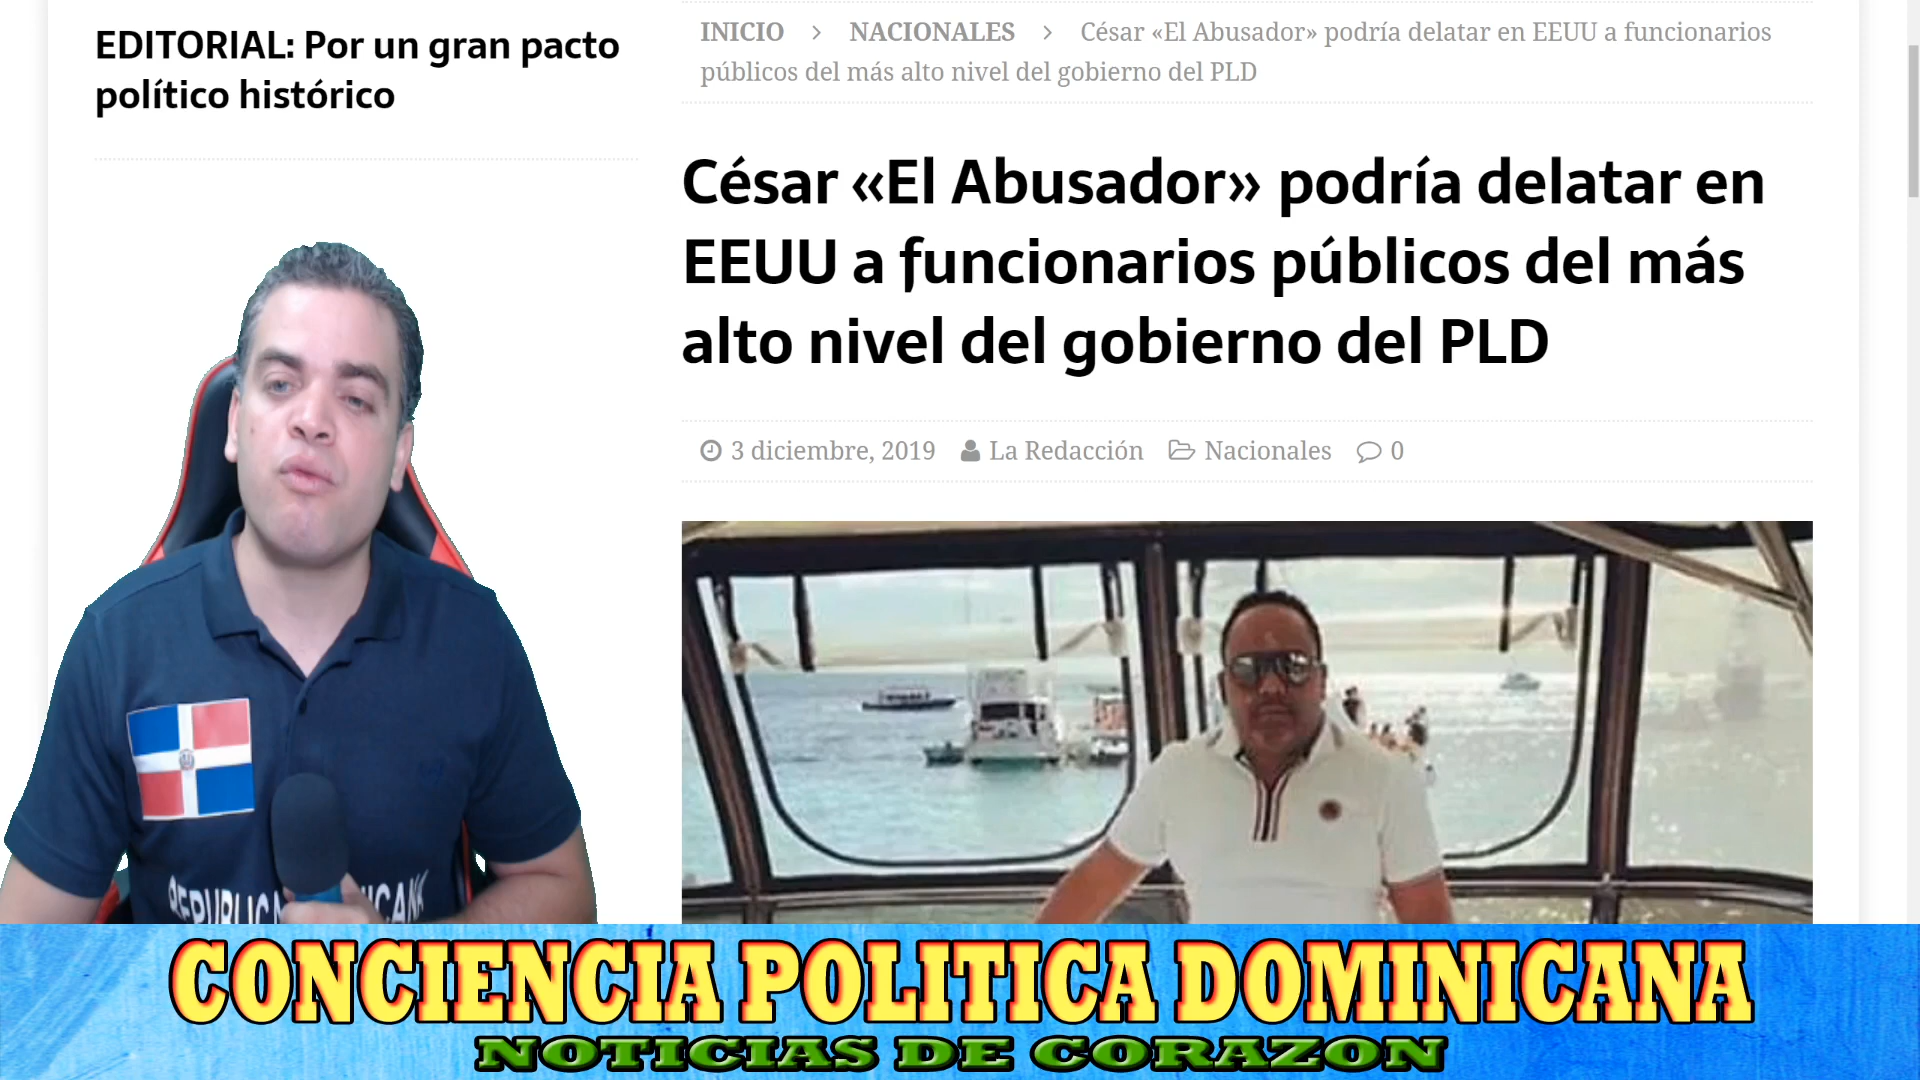 EDITORIAL: Por un gran pacto
político histórico
INICIO > NACIONALES > César «El Abusador» podría delatar en EEUU a funcionarios
públicos del más alto nivel del gobierno del PLD
César «El Abusador» podría delatar en
EEUU a funcionarios públicos del más
alto nivel del gobierno del PLD
3 diciembre, 2019 La Redacción Nacionales 0
CONCIENCIA POLITICA DOMINICANA
NOTICIAS DE CORAZON